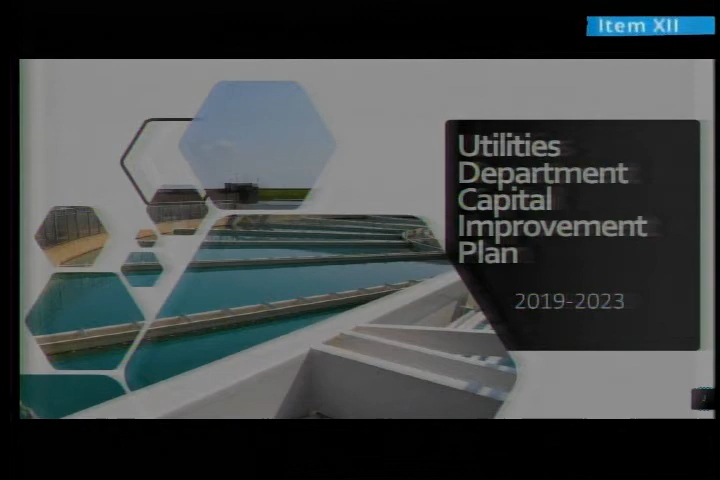 Item XII
Utilities
Department
Capital
Improvement
Plan
2019-2023